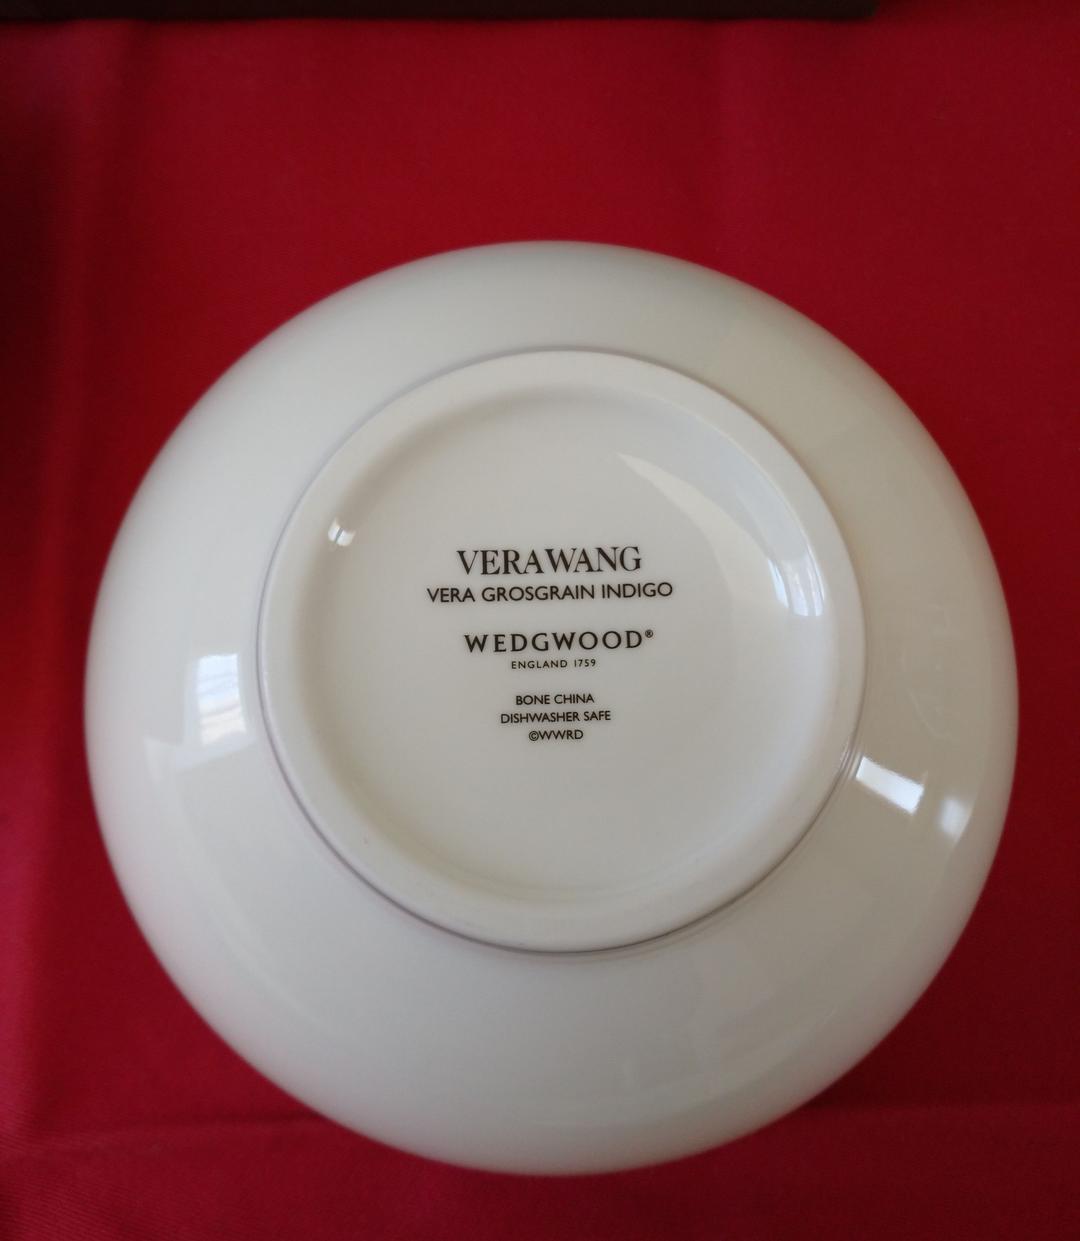 VERAWANG
VERA GROSGRAIN INDIGO
WEDGWOOD®
ENGLAND 1759
BONE CHINA
DISHWASHER SAFE
©WWRD